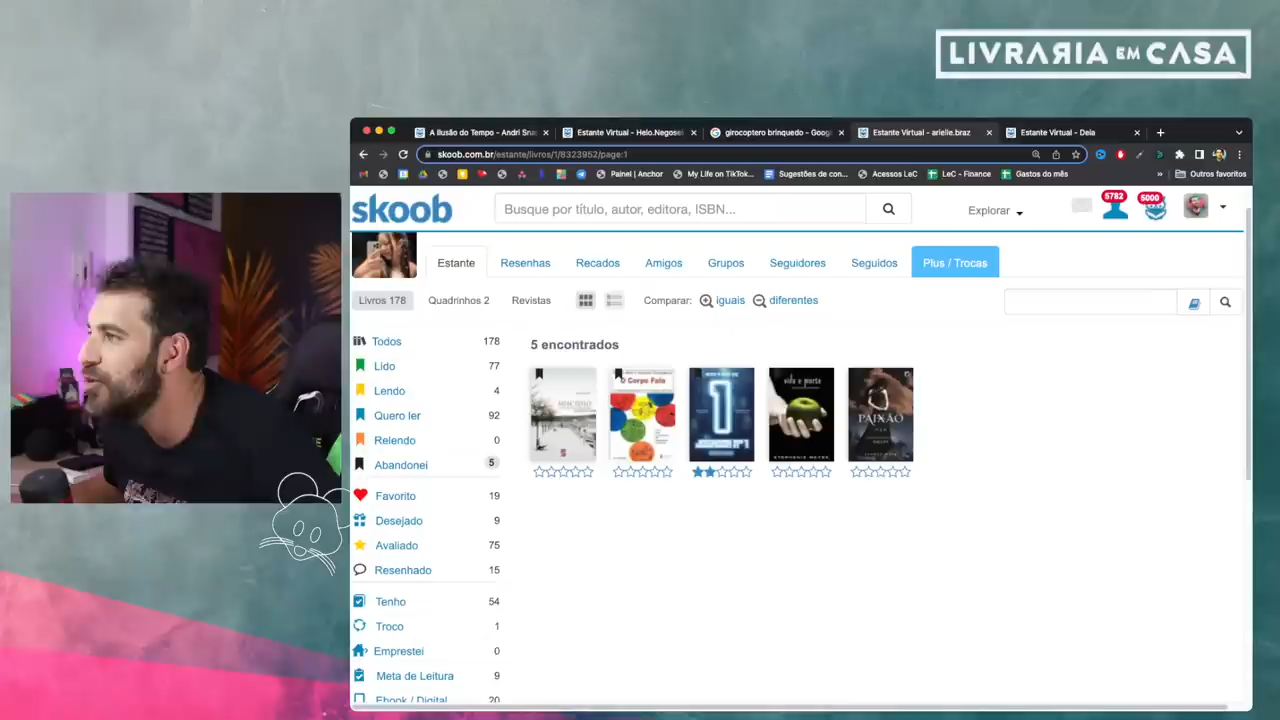 LIVRARIA EM CASA
A Ilusão do Tempo - Andri Sna
Estante Virtual - Helo.Negosei
girocoptero brinquedo - Goog
Estante Virtual - arielle.braz
Estante Virtual - Deia
skoob.com.br/estante/livros/1/8323952/page:1
Painel | Anchor
My Life on TikTok...
Sugestões de con...
Acessos LeC
LeC - Finance
Gastos do mês
»
Outros favoritos
skoob
Busque por título, autor, editora, ISBN...
Explorar
5782
5000
Estante
Resenhas
Recados
Amigos
Grupos
Seguidores
Seguidos
Plus / Trocas
Livros 178
Quadrinhos 2
Revistas
Comparar:
iguais
diferentes
Todos 178
Lido 77
Lendo 4
Quero ler 92
Relendo 0
Abandonei 5
Favorito 19
Desejado 9
Avaliado 75
Resenhado 15
Tenho 54
Troco 1
Emprestei 0
Meta de Leitura 9
Ebook / Digital 20
5 encontrados
O Corpo Fala
1
vida e morte
STEPHENIE MEYER
PAIXÃO